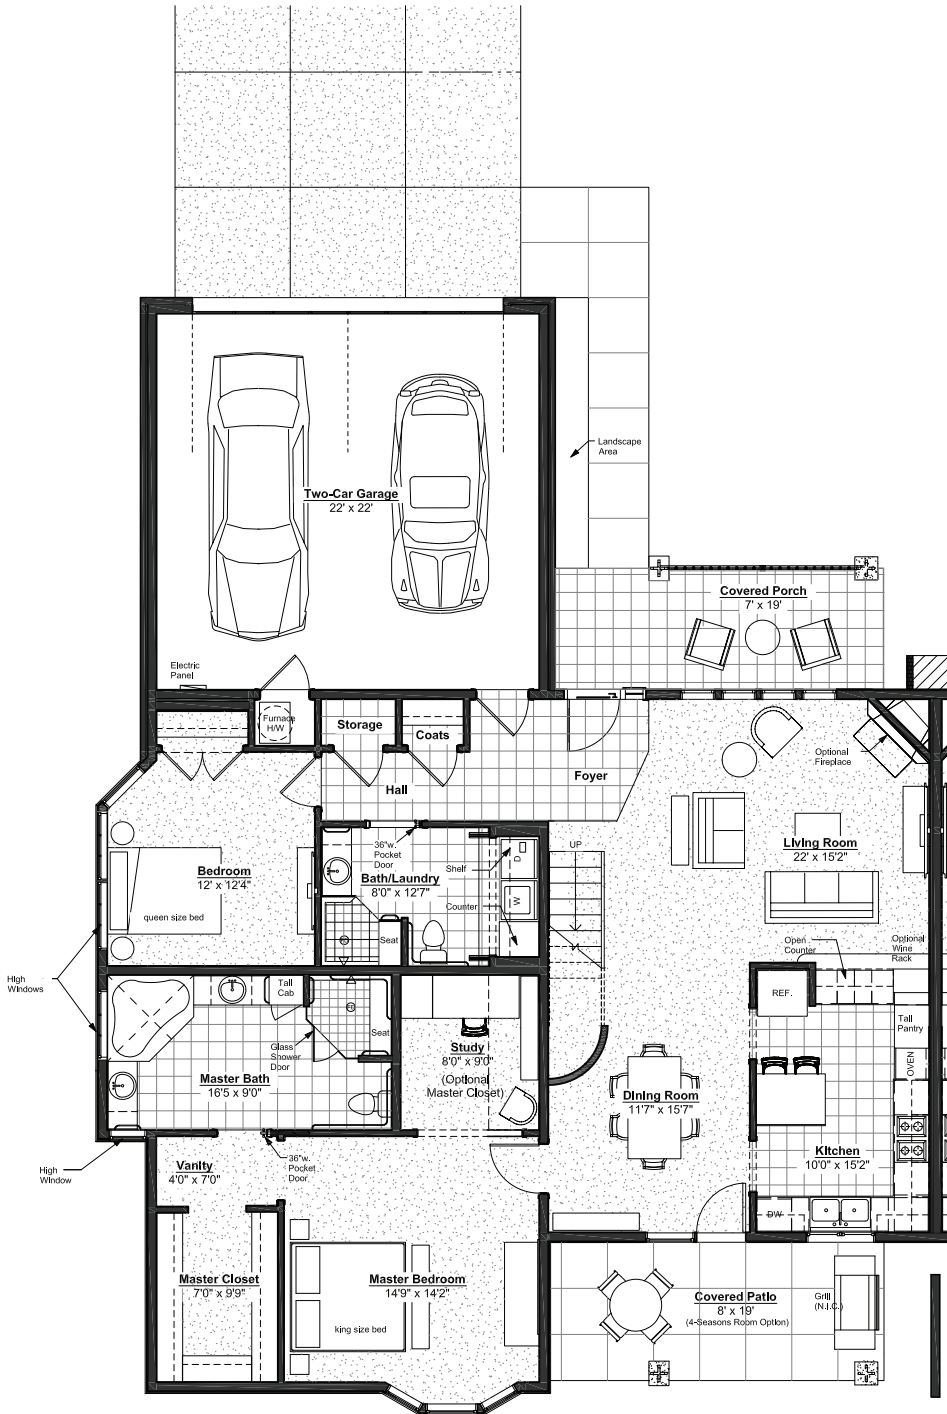 Landscape
Area
Two-Car Garage
22' x 22'
Covered Porch
7' x 19'
Electric
Panel
Furnace
H/W
Storage
Coats
Foyer
Hall
Optional
Fireplace
Living Room
22' x 15'2"
36"w.
Pocket
Door
UP
Bath/Laundry
8'0" x 12'7"
Shelf
D
W
Counter
Seat
Bedroom
12' x 12'4"
queen size bed
High
Windows
Open
Counter
Optional
Wine
Rack
REF.
Tall
Pantry
OVEN
Tall
Cab
Seat
Glass
Shower
Door
Study
8'0" x 9'0"
(Optional
Master Closet)
Master Bath
16'5 x 9'0"
Dining Room
11'7" x 15'7"
Kitchen
10'0" x 15'2"
High
Window
Vanity
4'0" x 7'0"
36"w.
Pocket
Door
DW
Master Closet
7'0" x 9'9"
Master Bedroom
14'9" x 14'2"
king size bed
Covered Patio
8' x 19'
(4-Seasons Room Option)
Grill
(N.I.C.)